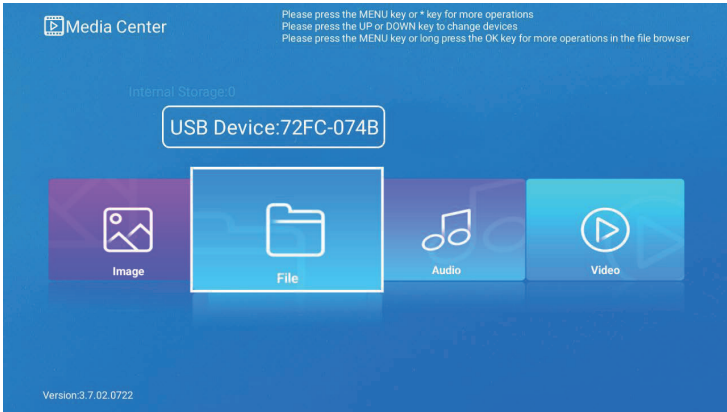 Media Center
Please press the MENU key or * key for more operations
Please press the UP or DOWN key to change devices
Please press the MENU key or long press the OK key for more operations in the file browser
Internal Storage:0
USB Device:72FC-074B
Image
File
Audio
Video
Version:3.7.02.0722